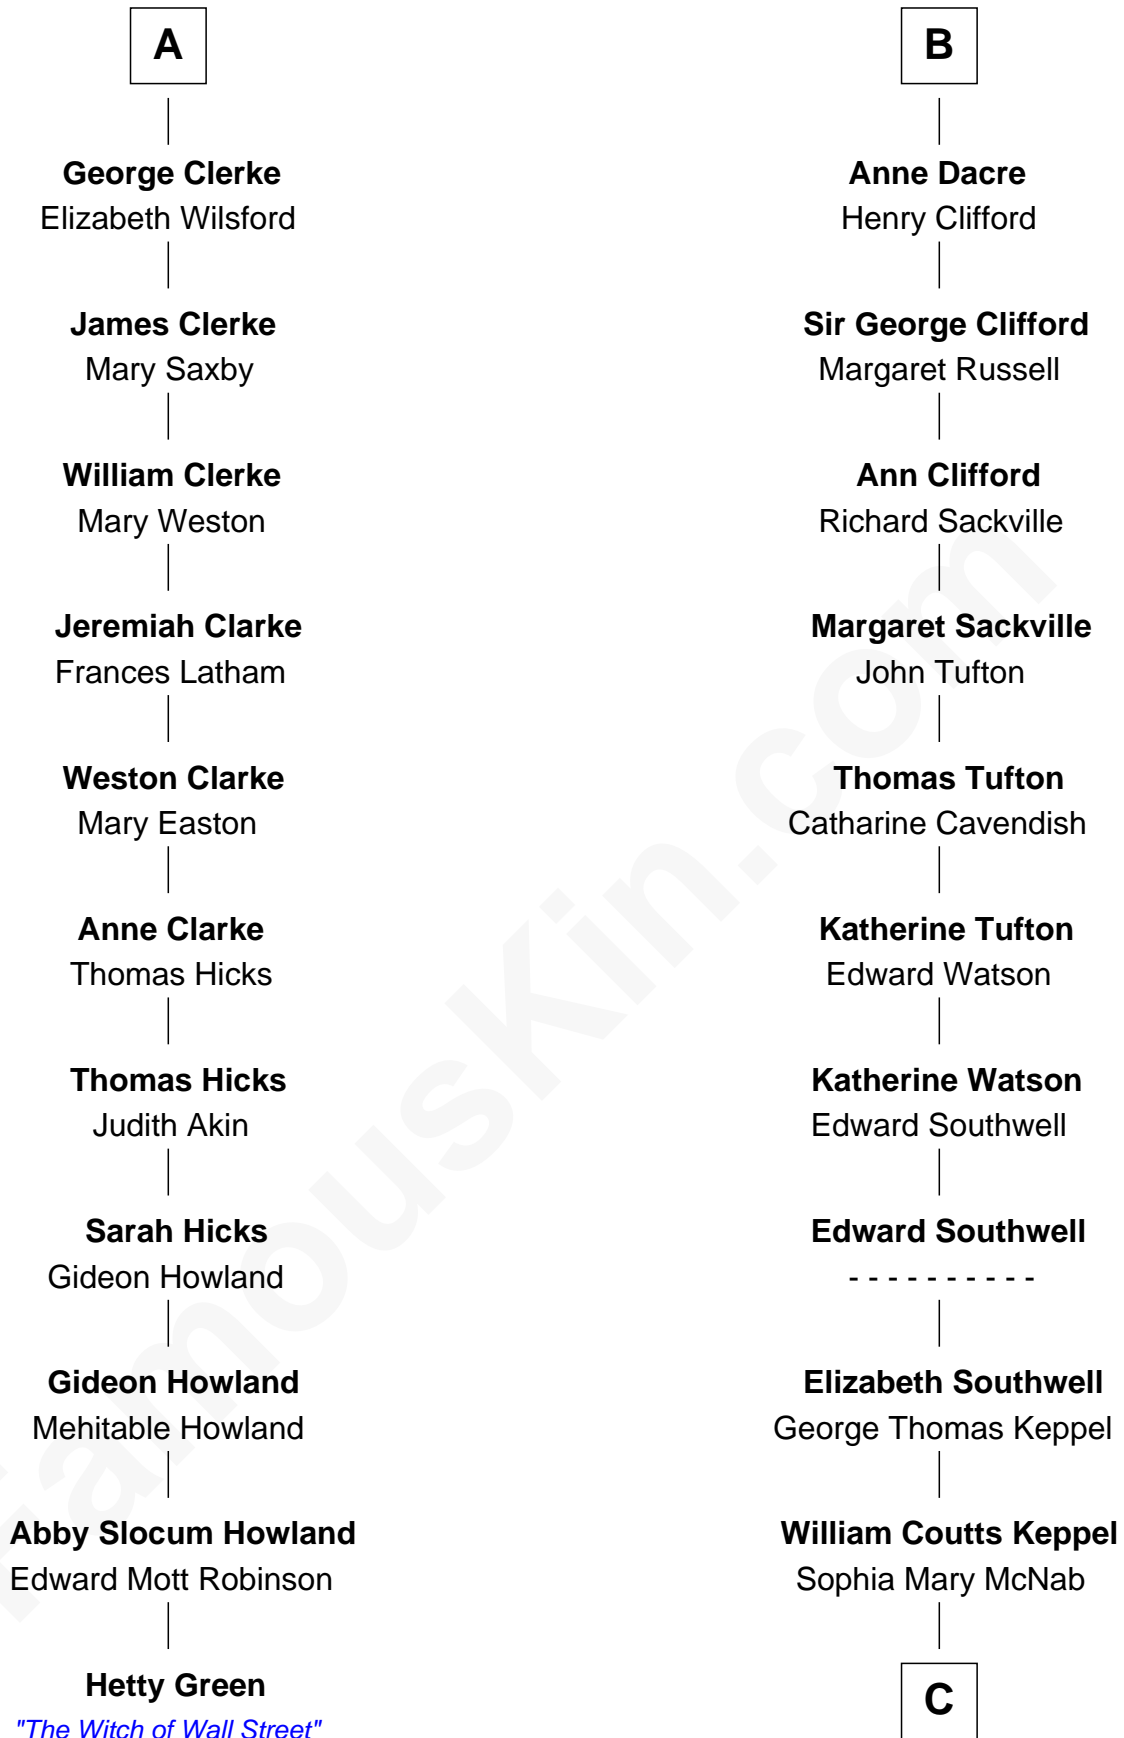 A
George Clerke
Elizabeth Wilsford
James Clerke
Mary Saxby
William Clerke
Mary Weston
Jeremiah Clarke
Frances Latham
Weston Clarke
Mary Easton
Anne Clarke
Thomas Hicks
Thomas Hicks
Judith Akin
Sarah Hicks
Gideon Howland
Gideon Howland
Mehitable Howland
Abby Slocum Howland
Edward Mott Robinson
Hetty Green
"The Witch of Wall Street"
B
Anne Dacre
Henry Clifford
Sir George Clifford
Margaret Russell
Ann Clifford
Richard Sackville
Margaret Sackville
John Tufton
Thomas Tufton
Catharine Cavendish
Katherine Tufton
Edward Watson
Katherine Watson
Edward Southwell
Edward Southwell
- - - - - - - - - -
Elizabeth Southwell
George Thomas Keppel
William Coutts Keppel
Sophia Mary McNab
C
FamousKin.com